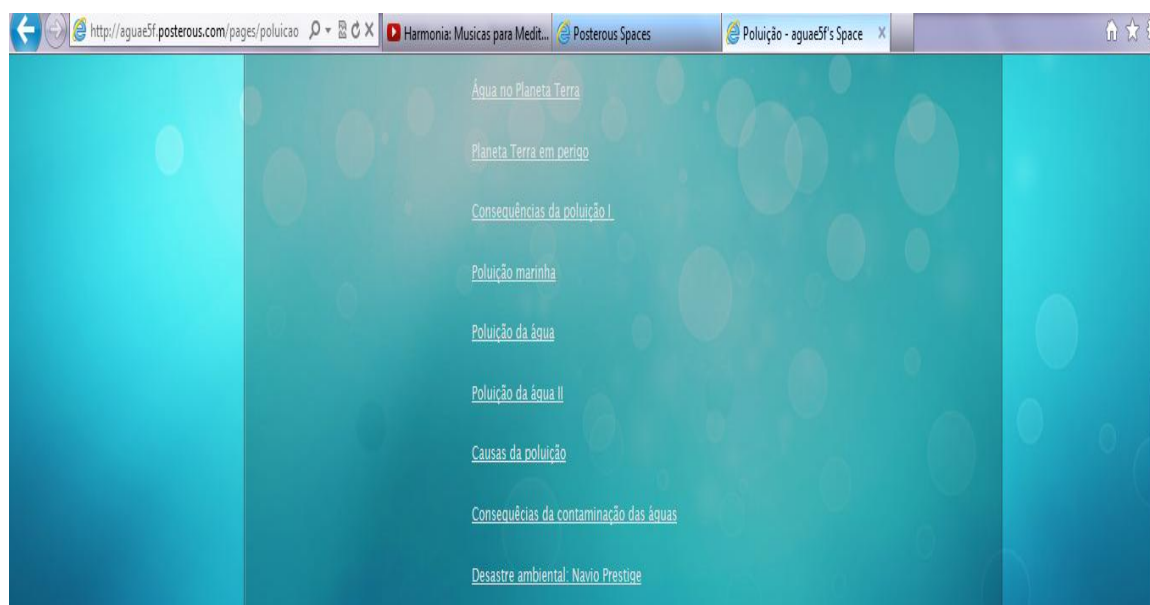 http://aguae5f.posterous.com/pages/poluicao
Harmonia: Musicas para Medit...
Posterous Spaces
Poluição - aguae5f's Space
Água no Planeta Terra
Planeta Terra em perigo
Consequências da poluição I
Poluição marinha
Poluição da água
Poluição da água II
Causas da poluição
Consequêcias da contaminação das águas
Desastre ambiental: Navio Prestige